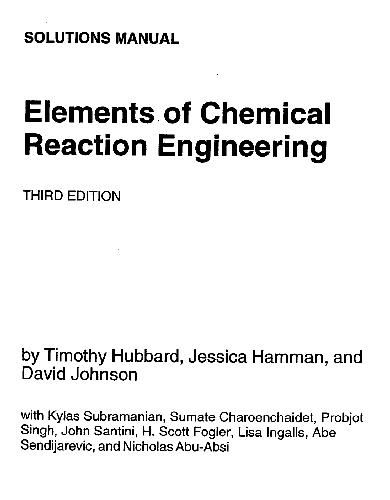 SOLUTIONS MANUAL
Elements of Chemical
Reaction Engineering
THIRD EDITION
by Timothy Hubbard, Jessica Hamman, and
David Johnson
with Kylas Subramanian, Sumate Charoenchaidet, Probjot
Singh, John Santini, H. Scott Fogler, Lisa Ingalls, Abe
Sendijarevic, and Nicholas Abu-Absi